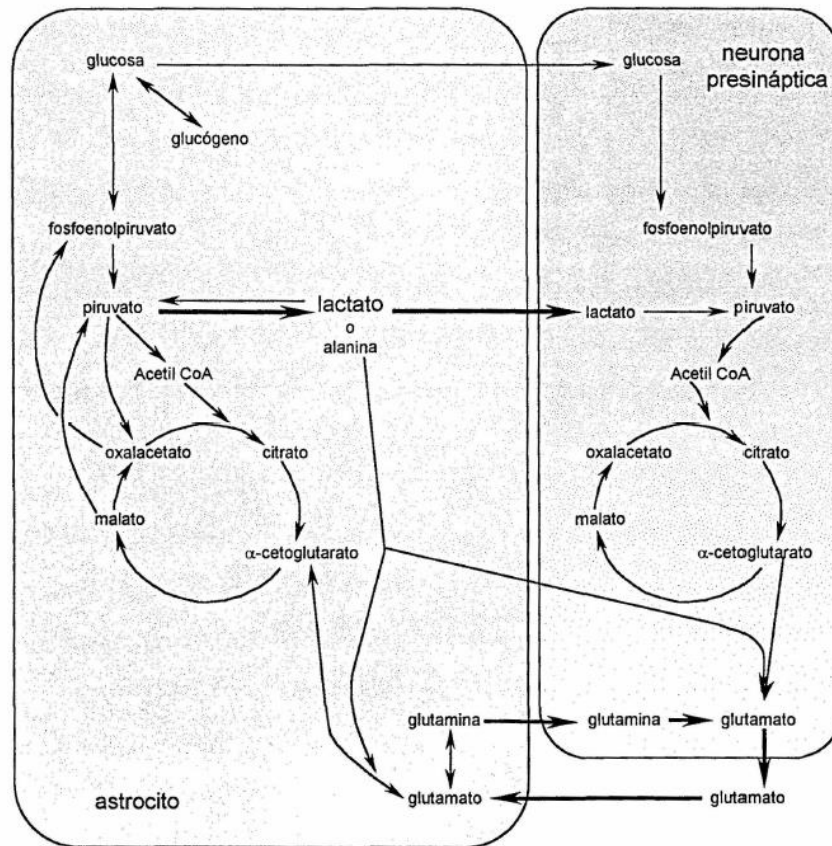 glucosa
glucógeno
fosfoenolpiruvato
piruvato
lactato
o
alanina
Acetil CoA
oxalacetato
citrato
malato
α-cetoglutarato
glutamina
glutamato
astrocito
neurona
presináptica
glucosa
fosfoenolpiruvato
lactato
piruvato
Acetil CoA
oxalacetato
citrato
malato
α-cetoglutarato
glutamina
glutamato
glutamato